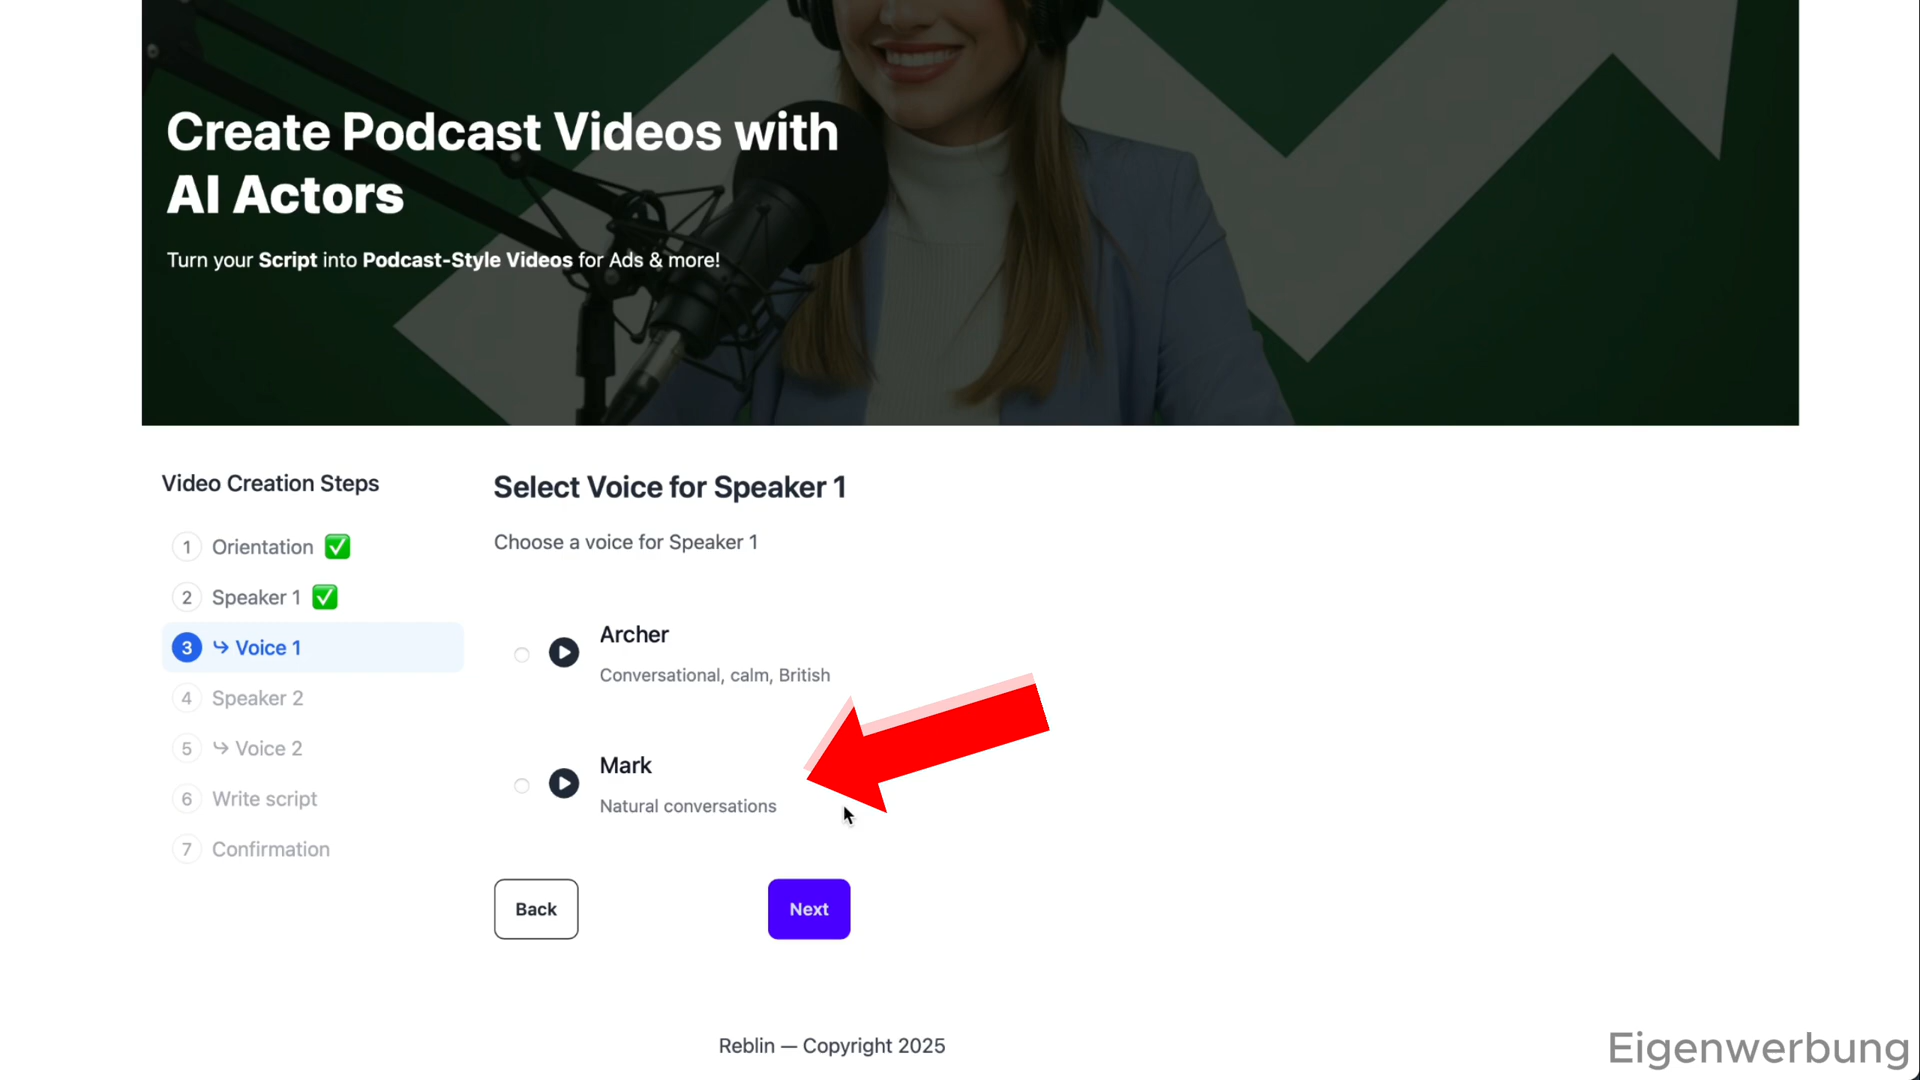 Create Podcast Videos with
AI Actors
Turn your Script into Podcast-Style Videos for Ads & more!
Video Creation Steps
1 Orientation ✅
2 Speaker 1 ✅
3 ↪ Voice 1
4 Speaker 2
5 ↪ Voice 2
6 Write script
7 Confirmation
Select Voice for Speaker 1
Choose a voice for Speaker 1
Archer
Conversational, calm, British
Mark
Natural conversations
Back
Next
Reblin — Copyright 2025
Eigenwerbung